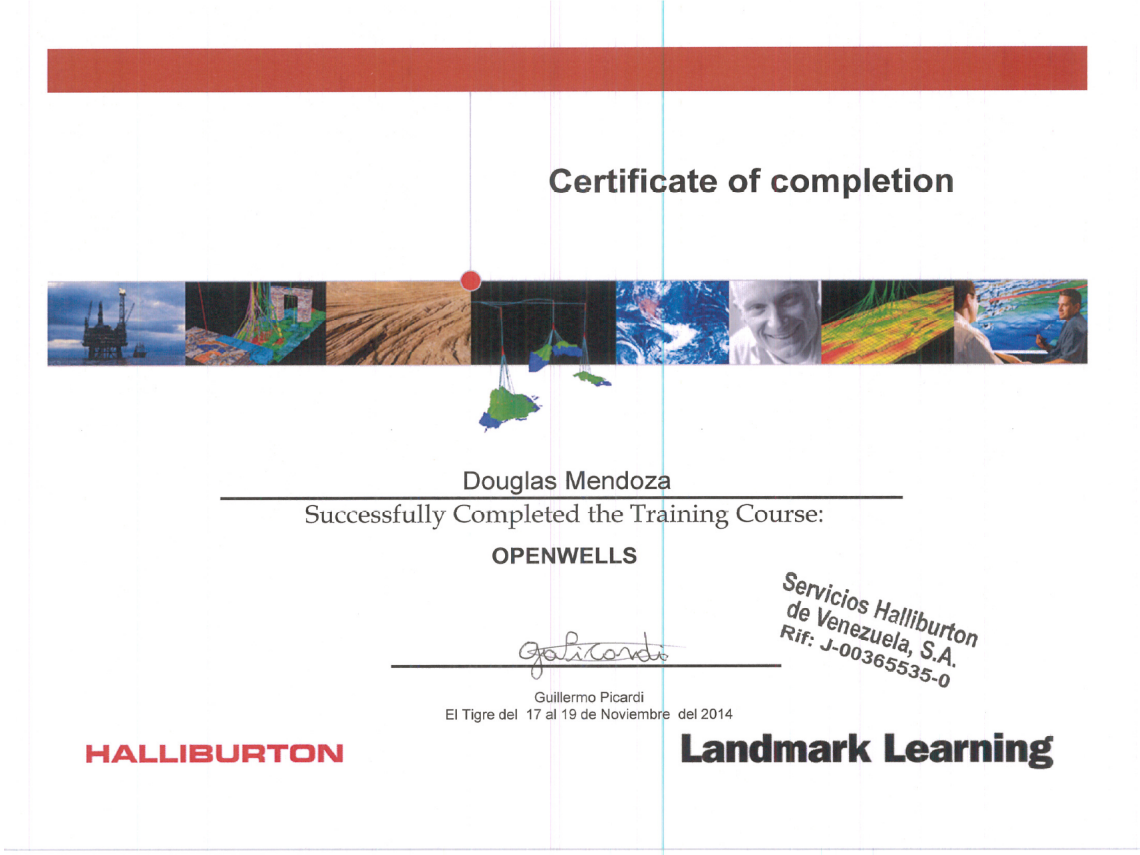 Certificate of completion
Douglas Mendoza
Successfully Completed the Training Course:
OPENWELLS
Servicios Halliburton
de Venezuela, S.A.
Rif: J-00365535-0
GPicardi
Guillermo Picardi
El Tigre del 17 al 19 de Noviembre del 2014
HALLIBURTON
Landmark Learning